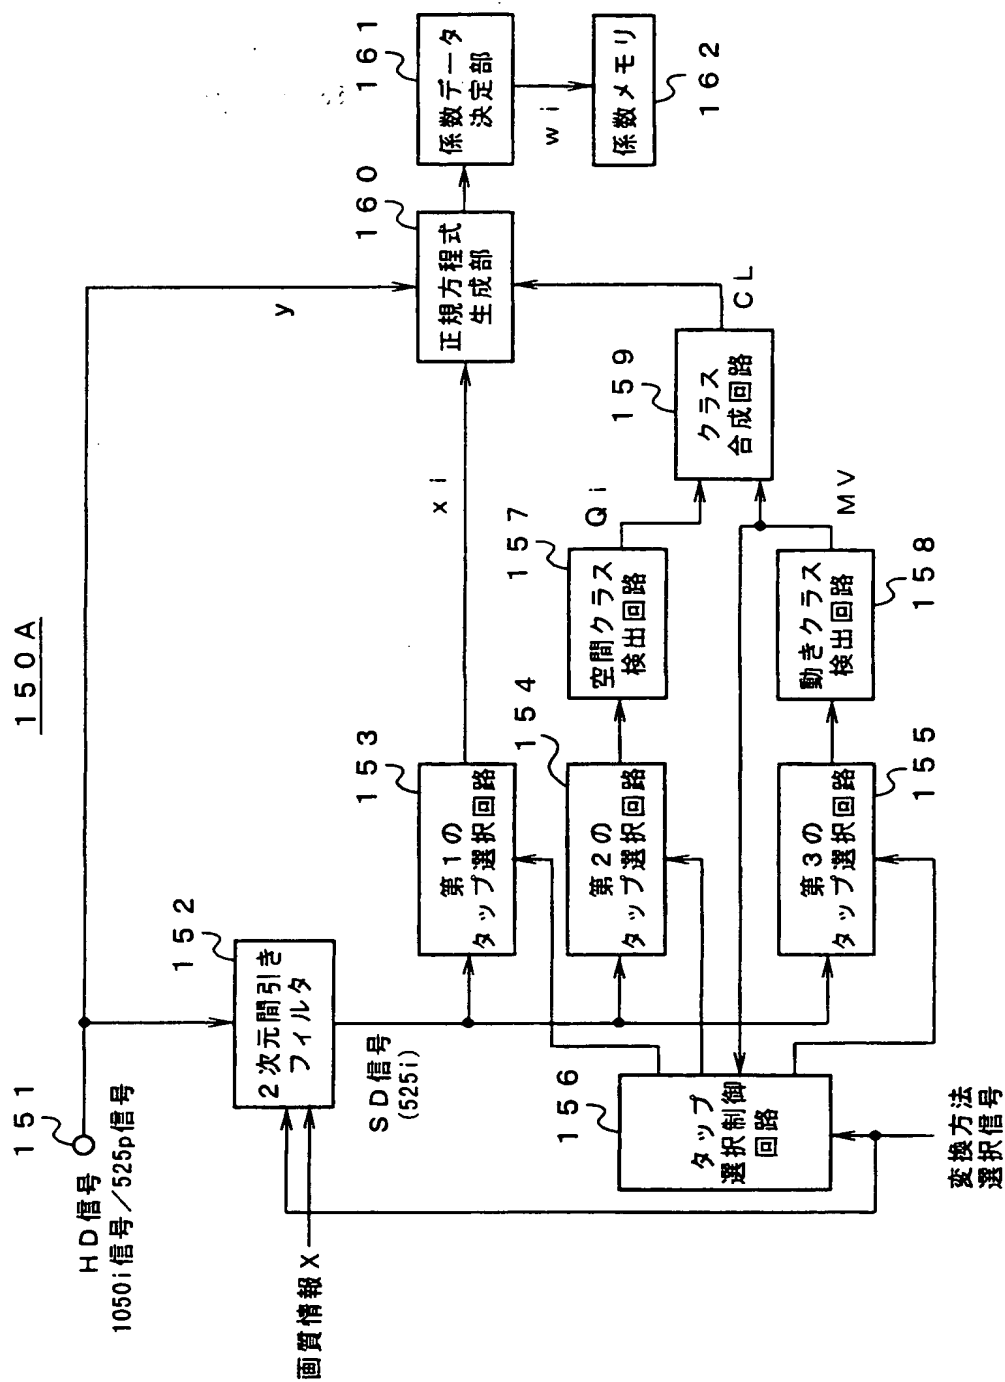 150A
151
HD信号
1050i信号/525p信号
152
2次元間引き
フィルタ
画質情報X
SD信号
(525i)
153
第1の
タップ選択回路
154
第2の
タップ選択回路
155
第3の
タップ選択回路
156
タップ
選択制御
回路
変換方法
選択信号
157
空間クラス
検出回路
158
動きクラス
検出回路
Qi
MV
159
クラス
合成回路
CL
xi
y
160
正規方程式
生成部
161
係数データ
決定部
wi
係数メモリ
162